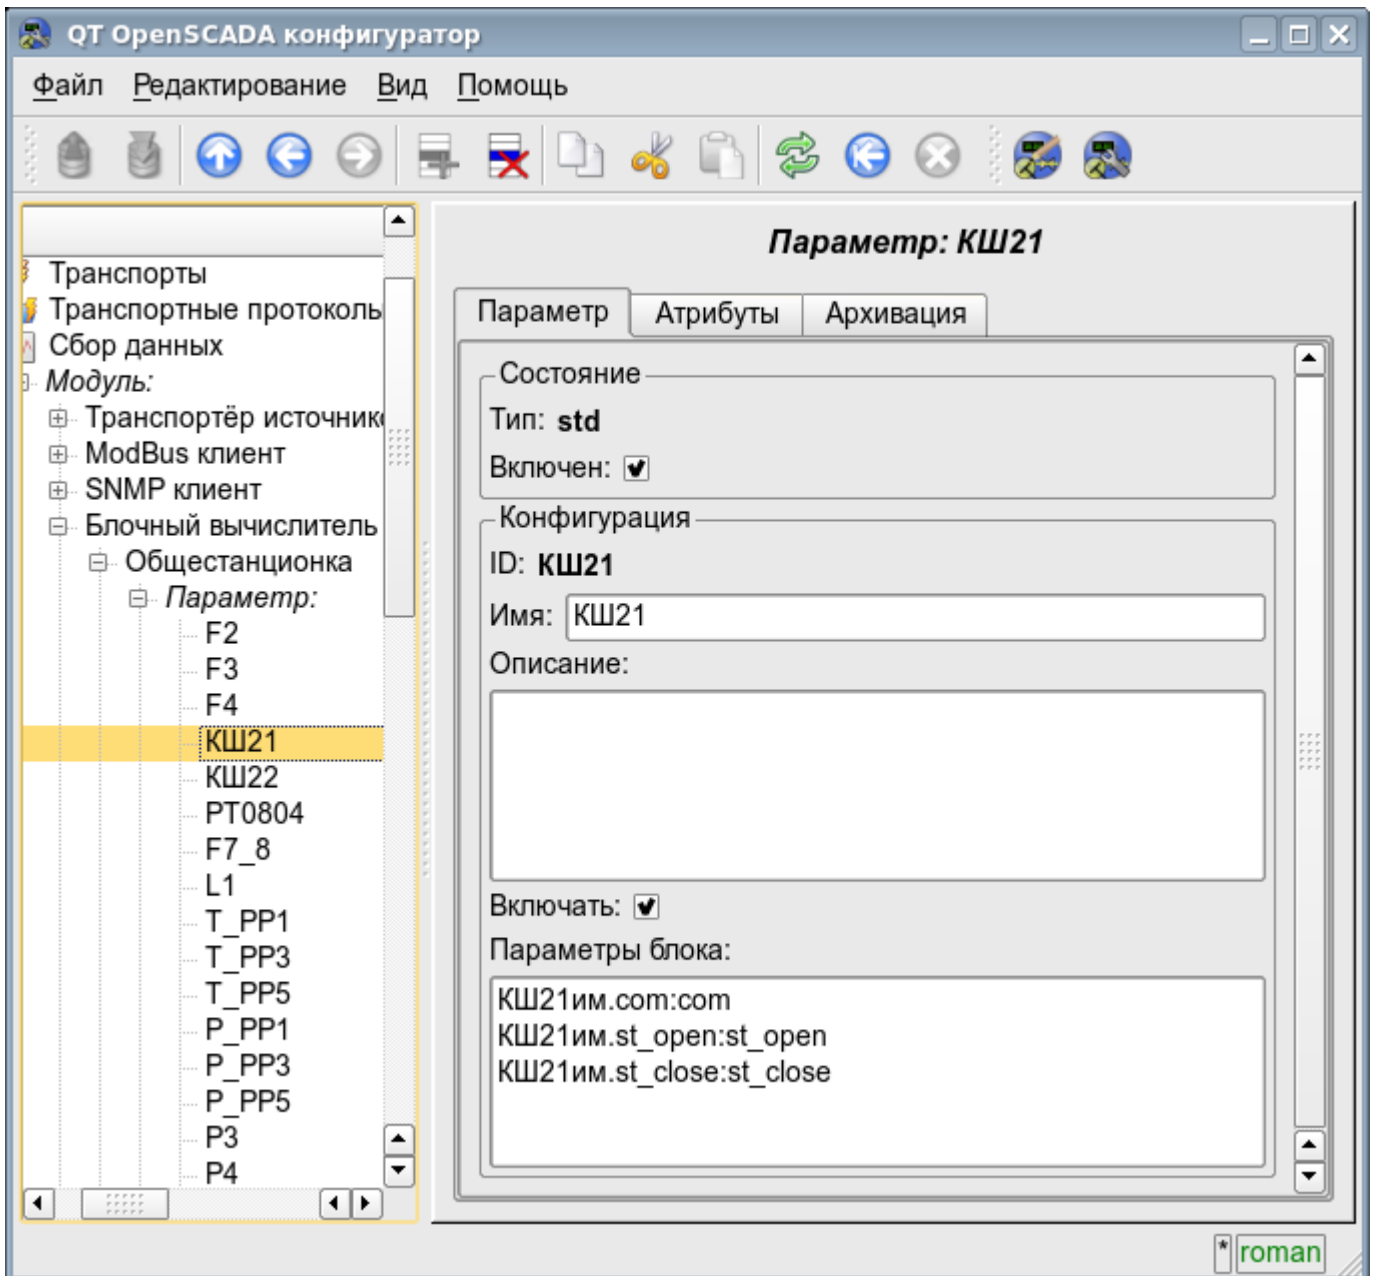 QT OpenSCADA конфигуратор
Файл Редактирование Вид Помощь
Транспорты
Транспортные протоколы
Сбор данных
Модуль:
Транспортёр источнико
ModBus клиент
SNMP клиент
Блочный вычислитель
Общестанционка
Параметр:
F2
F3
F4
КШ21
КШ22
PT0804
F7_8
L1
T_PP1
T_PP3
T_PP5
P_PP1
P_PP3
P_PP5
P3
P4
Параметр: КШ21
Параметр Атрибуты Архивация
Состояние
Тип: std
Включен:
Конфигурация
ID: КШ21
Имя: КШ21
Описание:
Включать:
Параметры блока:
КШ21им.com:com
КШ21им.st_open:st_open
КШ21им.st_close:st_close
* roman